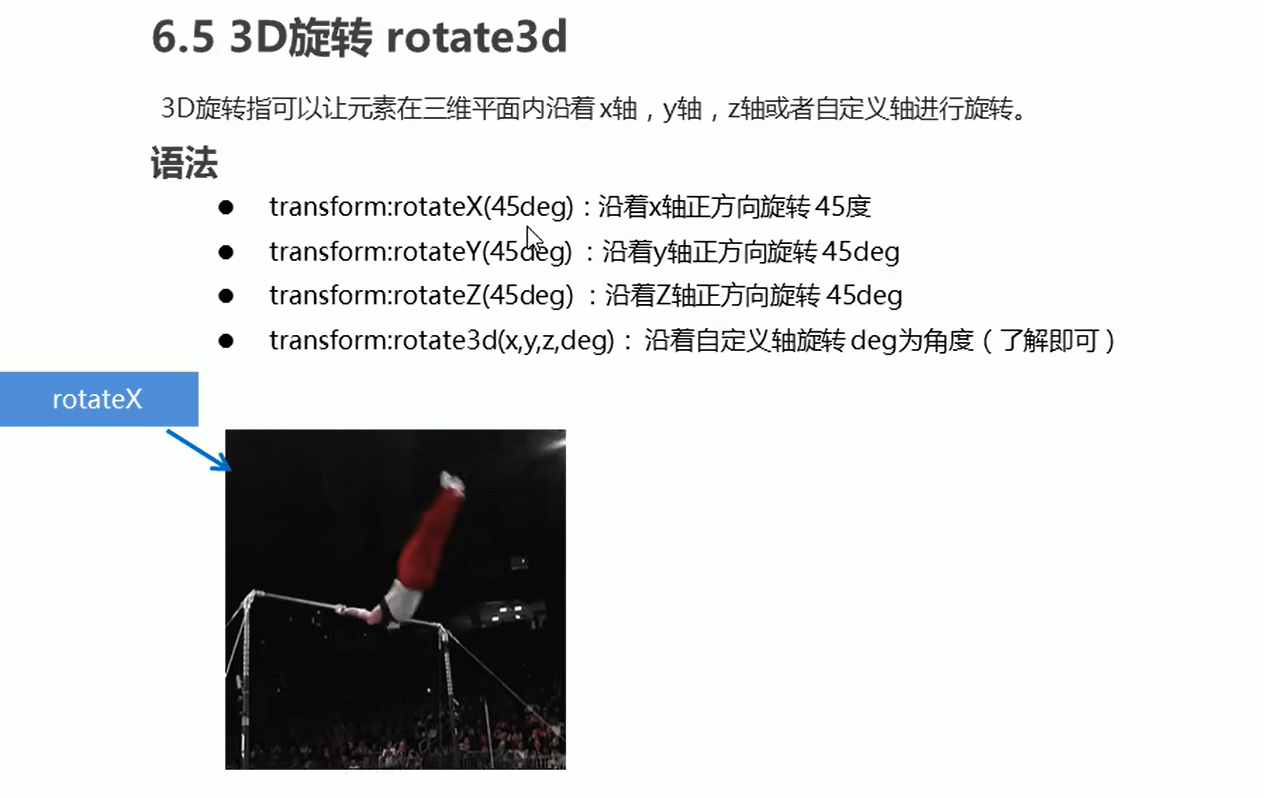 6.5 3D旋转 rotate3d
3D旋转指可以让元素在三维平面内沿着 x轴，y轴，z轴或者自定义轴进行旋转。
语法
● transform:rotateX(45deg)：沿着x轴正方向旋转 45度
● transform:rotateY(45deg) ：沿着y轴正方向旋转 45deg
● transform:rotateZ(45deg) ：沿着Z轴正方向旋转 45deg
● transform:rotate3d(x,y,z,deg)： 沿着自定义轴旋转 deg为角度（了解即可）
rotateX